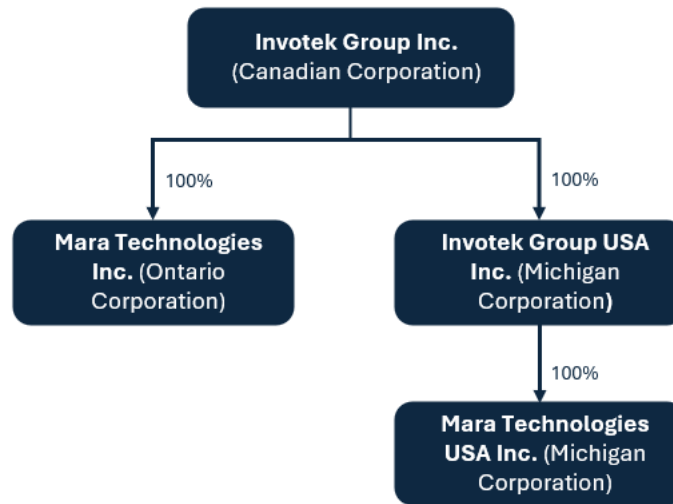 Invotek Group Inc.
(Canadian Corporation)
100%
100%
Mara Technologies
Inc. (Ontario
Corporation)
Invotek Group USA
Inc. (Michigan
Corporation)
100%
Mara Technologies
USA Inc. (Michigan
Corporation)